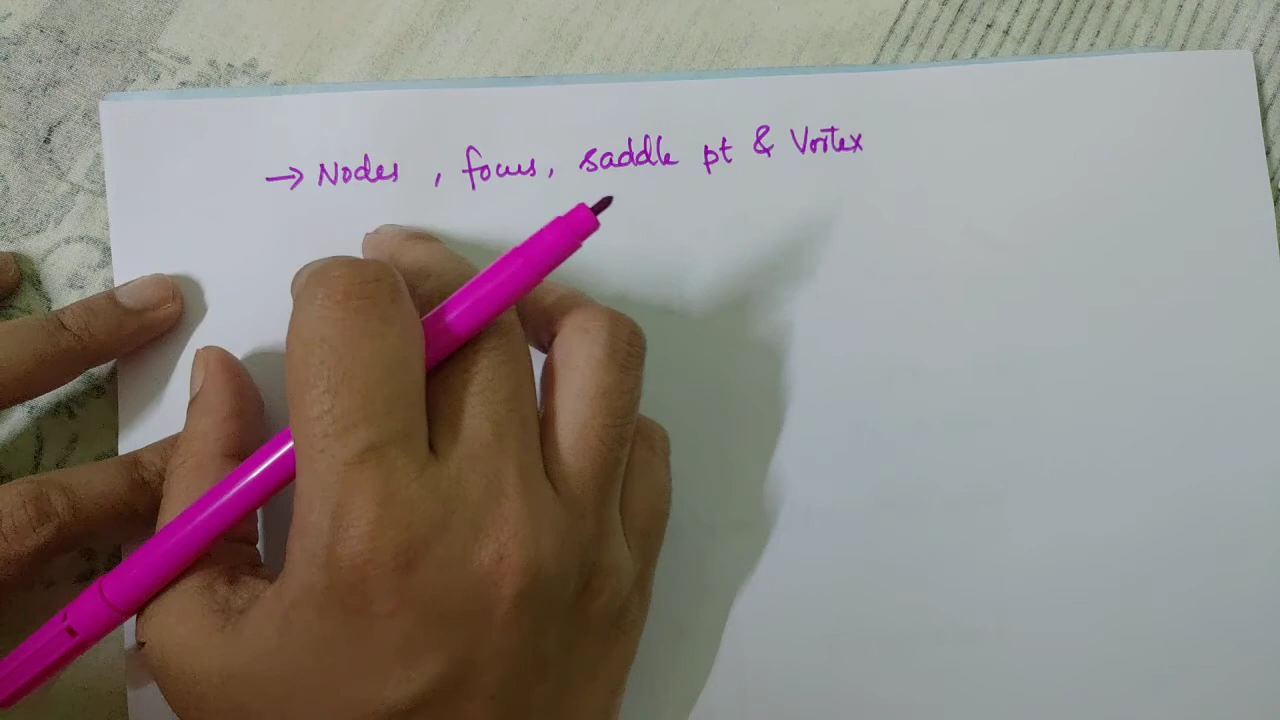 → Nodes, focus, saddle pt & Vortex